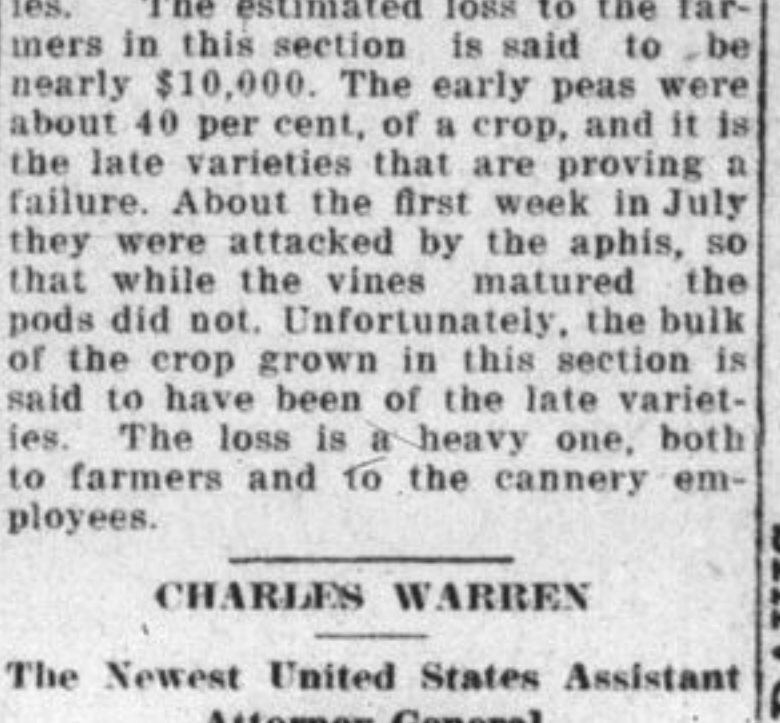 ies. The estimated loss to the far-
mers in this section is said to be
nearly $10,000. The early peas were
about 40 per cent, of a crop, and it is
the late varieties that are proving a
failure. About the first week in July
they were attacked by the aphis, so
that while the vines matured the
pods did not. Unfortunately, the bulk
of the crop grown in this section is
said to have been of the late variet-
ies. The loss is a heavy one, both
to farmers and to the cannery em-
ployees.
CHARLES WARREN
The Newest United States Assistant
Attorney General